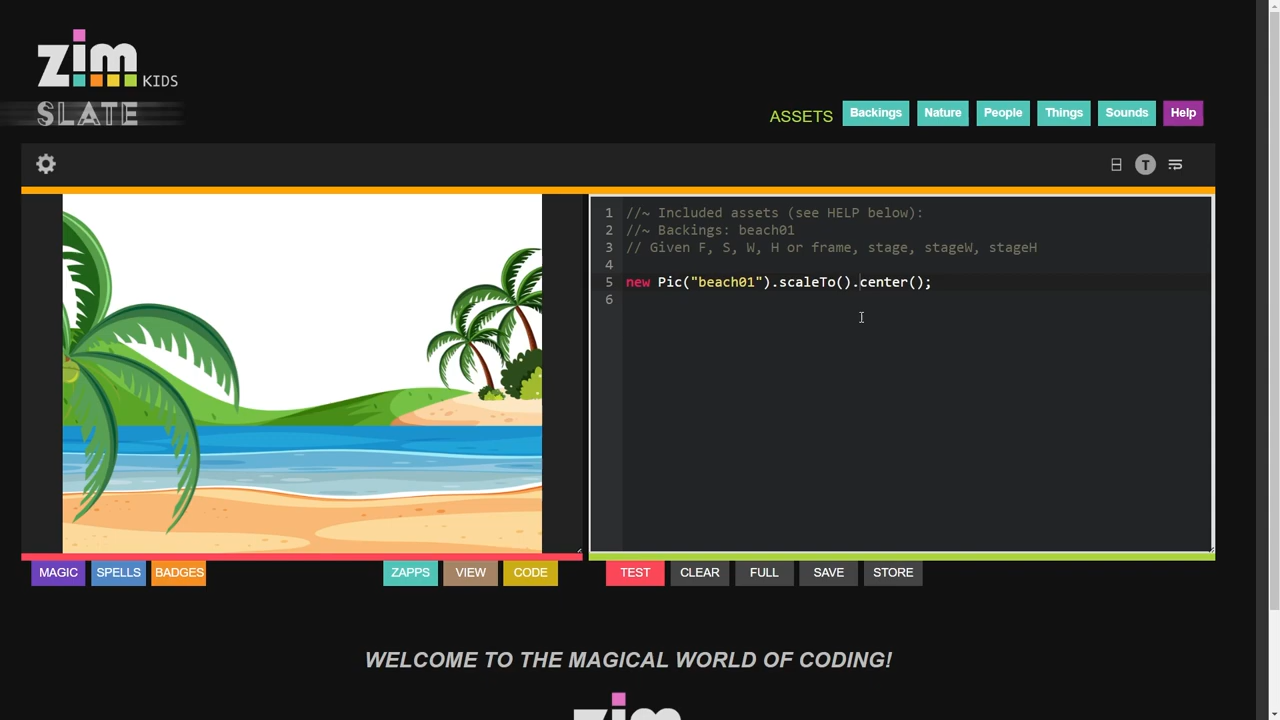 zim KIDS
SLATE
ASSETS Backings Nature People Things Sounds Help
T
1 //~ Included assets (see HELP below):
2 //~ Backings: beach01
3 // Given F, S, W, H or frame, stage, stageW, stageH
4
5 new Pic("beach01").scaleTo().center();
6
MAGIC SPELLS BADGES ZAPPS VIEW CODE TEST CLEAR FULL SAVE STORE
WELCOME TO THE MAGICAL WORLD OF CODING!
zim